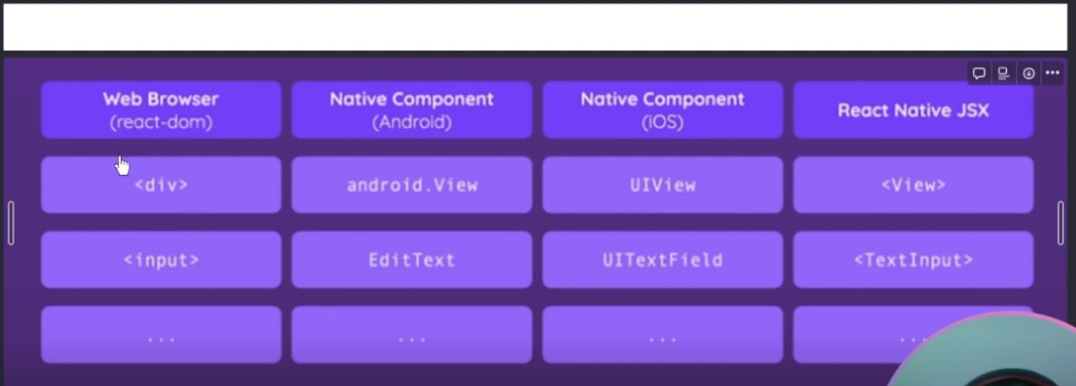 Web Browser
(react-dom)
Native Component
(Android)
Native Component
(iOS)
React Native JSX
<div>
android.View
UIView
<View>
<input>
EditText
UITextField
<TextInput>
...
...
...
...